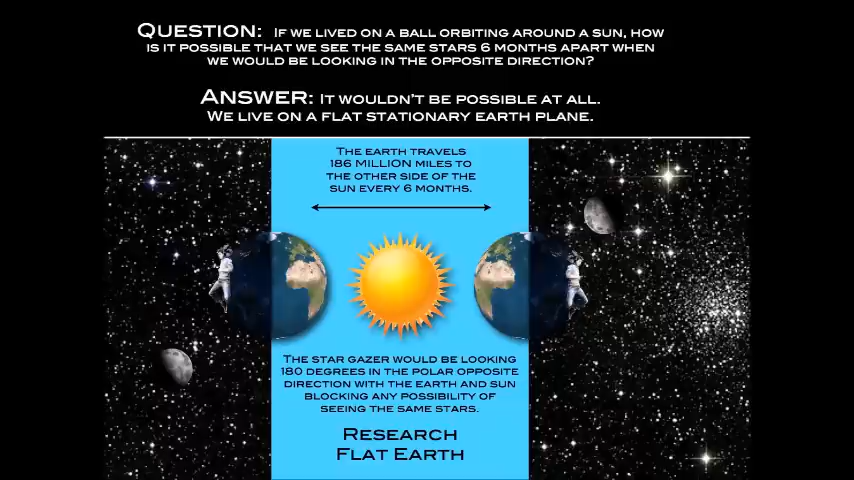 QUESTION: IF WE LIVED ON A BALL ORBITING AROUND A SUN, HOW
IS IT POSSIBLE THAT WE SEE THE SAME STARS 6 MONTHS APART WHEN
WE WOULD BE LOOKING IN THE OPPOSITE DIRECTION?
ANSWER: IT WOULDN'T BE POSSIBLE AT ALL.
WE LIVE ON A FLAT STATIONARY EARTH PLANE.
THE EARTH TRAVELS
186 MILLION MILES TO
THE OTHER SIDE OF THE
SUN EVERY 6 MONTHS.
THE STAR GAZER WOULD BE LOOKING
180 DEGREES IN THE POLAR OPPOSITE
DIRECTION WITH THE EARTH AND SUN
BLOCKING ANY POSSIBILITY OF
SEEING THE SAME STARS.
RESEARCH
FLAT EARTH